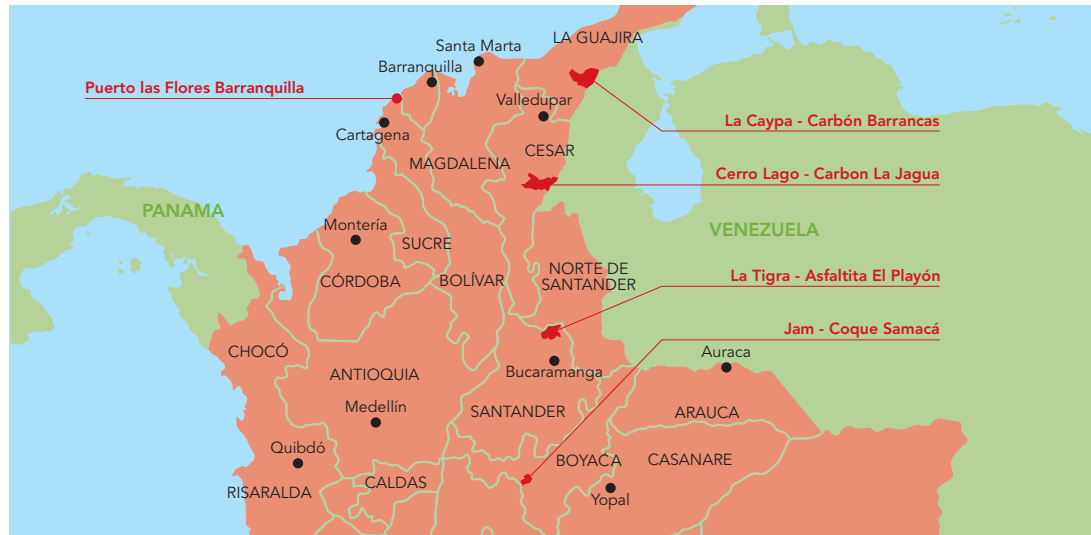 LA GUAJIRA
Santa Marta
Barranquilla
Puerto las Flores Barranquilla
Valledupar
La Caypa - Carbón Barrancas
Cartagena
CESAR
MAGDALENA
Cerro Lago - Carbon La Jagua
PANAMA
Montería
VENEZUELA
SUCRE
NORTE DE
SANTANDER
La Tigra - Asfaltita El Playón
CÓRDOBA
BOLÍVAR
Jam - Coque Samacá
CHOCÓ
Auraca
Bucaramanga
ANTIOQUIA
Medellín
SANTANDER
ARAUCA
Quibdó
BOYACA
CASANARE
CALDAS
RISARALDA
Yopal